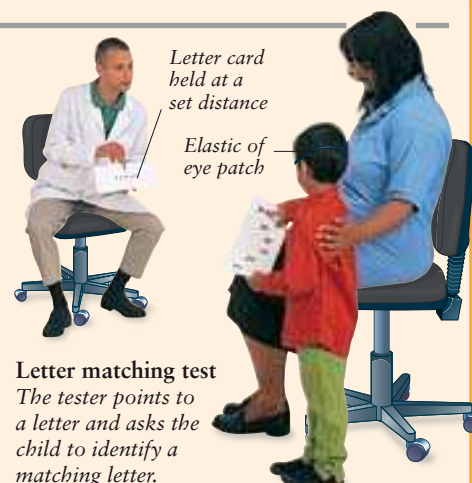 Letter card
held at a
set distance
Elastic of
eye patch
Letter matching test
The tester points to
a letter and asks the
child to identify a
matching letter.